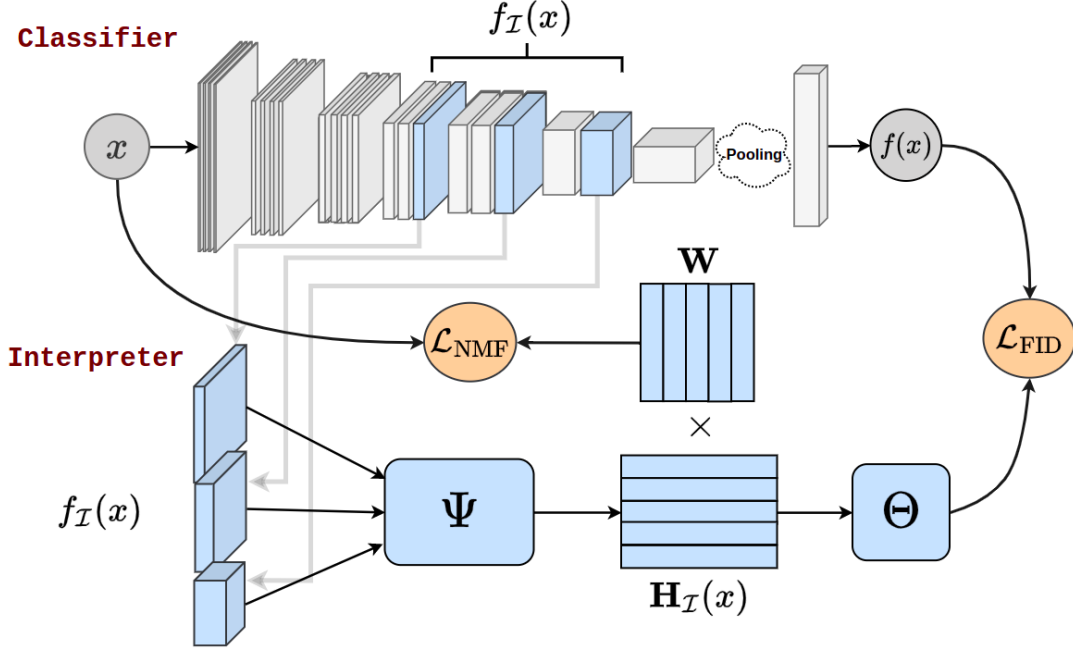 f_ℐ(x)
Classifier
x
Pooling
f(x)
W
ℒ_NMF
ℒ_FID
Interpreter
×
f_ℐ(x)
Ψ
Θ
H_ℐ(x)